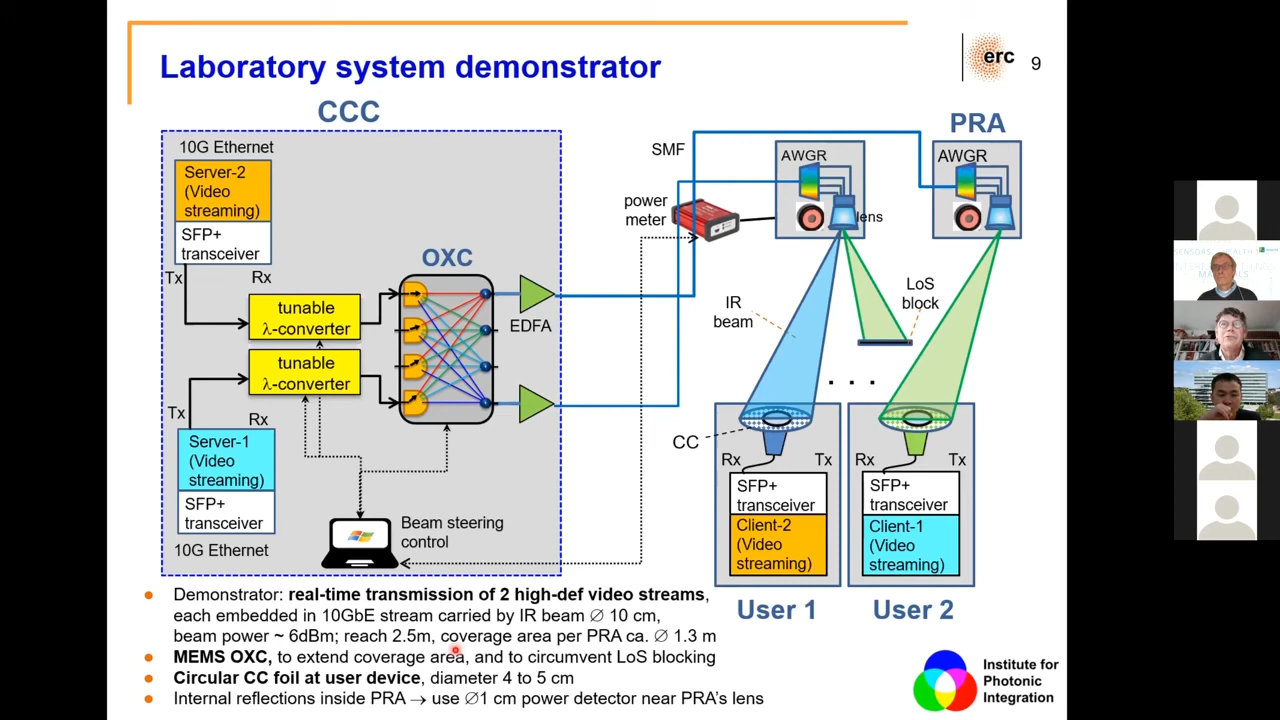 Laboratory system demonstrator
erc
9
CCC
10G Ethernet
Server-2
(Video
streaming)
SFP+
transceiver
Tx
Rx
tunable
λ-converter
tunable
λ-converter
Tx
Rx
Server-1
(Video
streaming)
SFP+
transceiver
10G Ethernet
OXC
EDFA
Beam steering
control
SMF
power
meter
AWGR
lens
PRA
AWGR
IR
beam
LoS
block
. . .
CC
Rx
Tx
SFP+
transceiver
Client-2
(Video
streaming)
User 1
Rx
Tx
SFP+
transceiver
Client-1
(Video
streaming)
User 2
• Demonstrator: real-time transmission of 2 high-def video streams,
each embedded in 10GbE stream carried by IR beam ∅ 10 cm,
beam power ~ 6dBm; reach 2.5m, coverage area per PRA ca. ∅ 1.3 m
• MEMS OXC, to extend coverage area, and to circumvent LoS blocking
• Circular CC foil at user device, diameter 4 to 5 cm
• Internal reflections inside PRA → use ∅1 cm power detector near PRA's lens
Institute for
Photonic
Integration